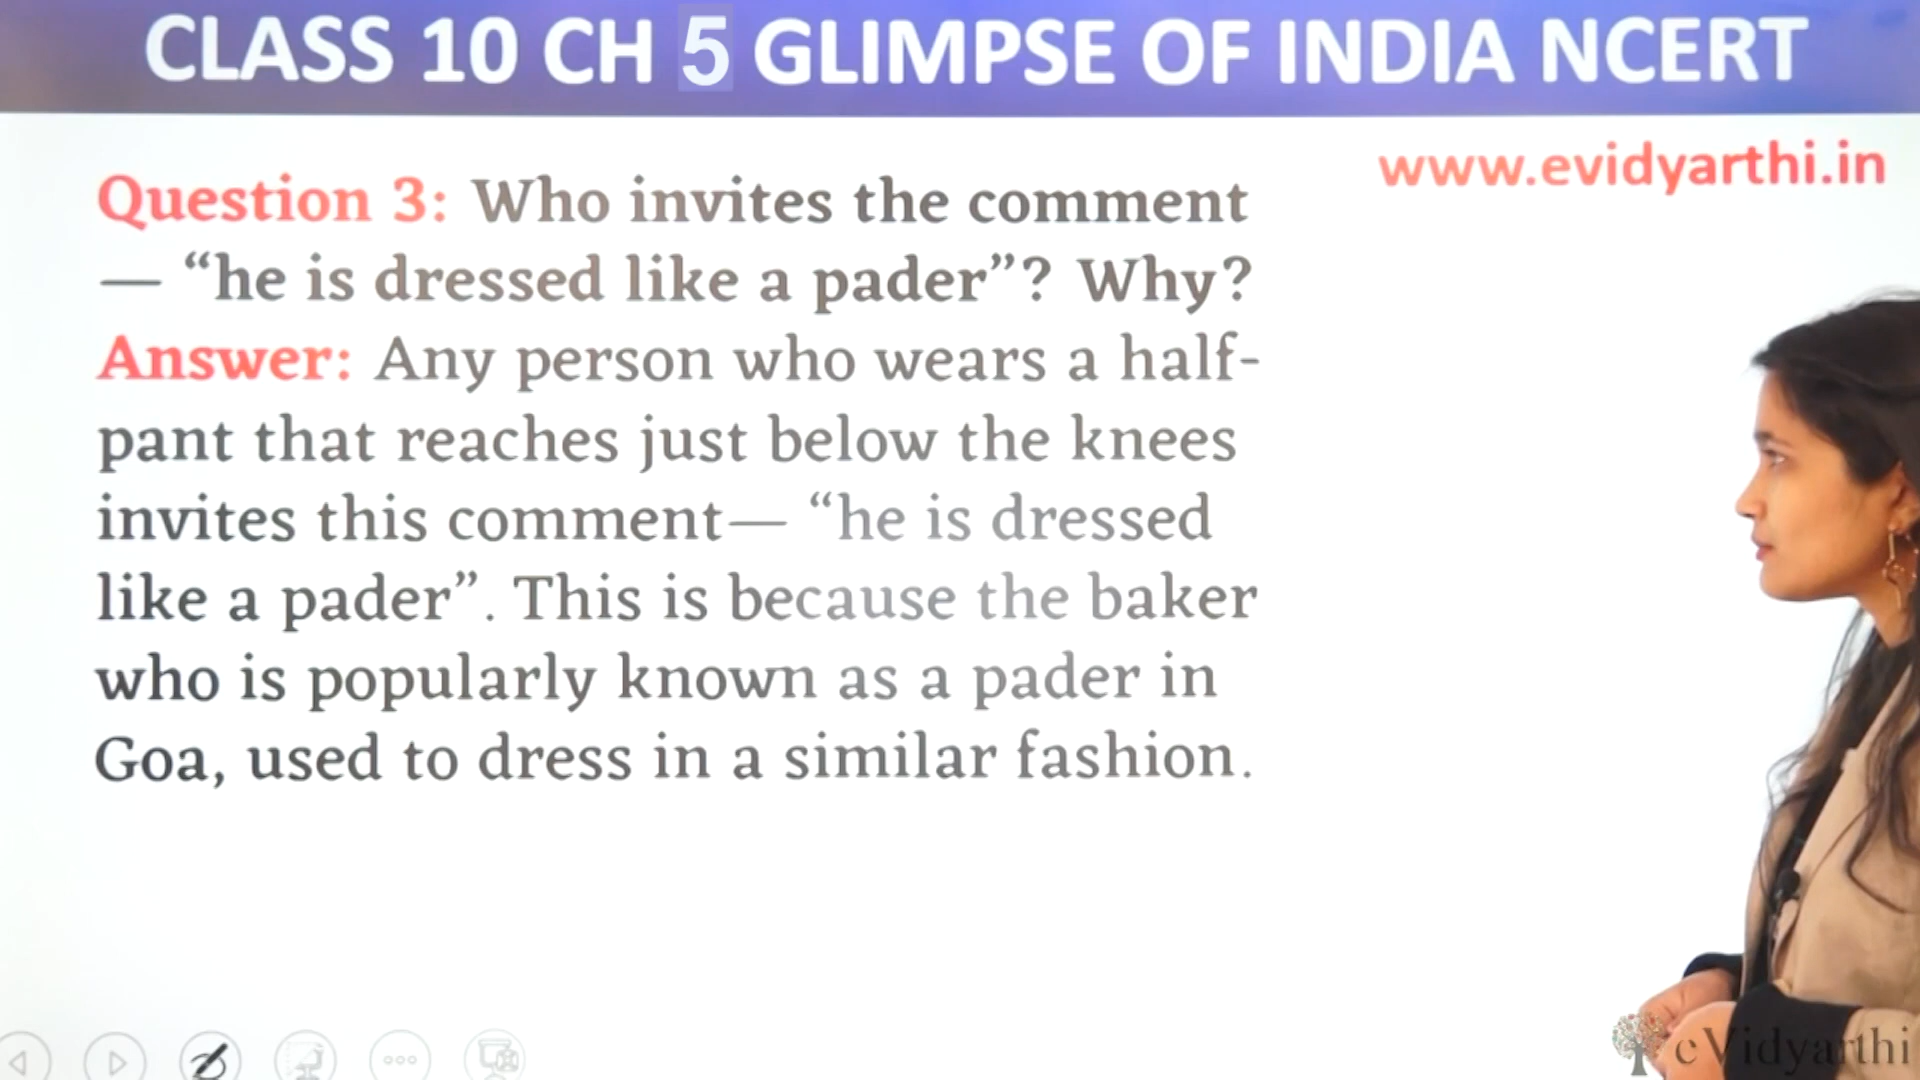 CLASS 10 CH 5 GLIMPSE OF INDIA NCERT
www.evidyarthi.in
Question 3: Who invites the comment
— “he is dressed like a pader”? Why?
Answer: Any person who wears a half-
pant that reaches just below the knees
invites this comment— “he is dressed
like a pader”. This is because the baker
who is popularly known as a pader in
Goa, used to dress in a similar fashion.
eVidyarthi